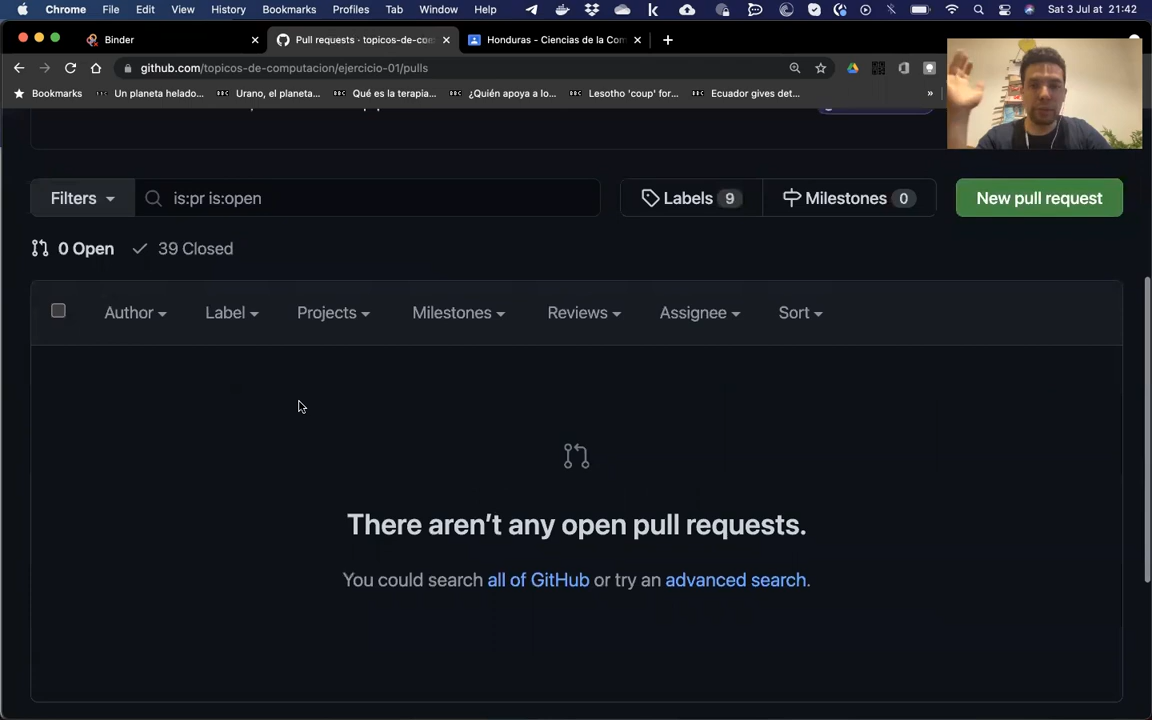 Chrome File Edit View History Bookmarks Profiles Tab Window Help Sat 3 Jul at 21:42
Binder Pull requests · topicos-de-com Honduras - Ciencias de la Com
github.com/topicos-de-computacion/ejercicio-01/pulls
Bookmarks Un planeta helado... Urano, el planeta... Qué es la terapia... ¿Quién apoya a lo... Lesotho 'coup' for... Ecuador gives det... »
Filters is:pr is:open Labels 9 Milestones 0 New pull request
0 Open 39 Closed
Author Label Projects Milestones Reviews Assignee Sort
There aren’t any open pull requests.
You could search all of GitHub or try an advanced search.